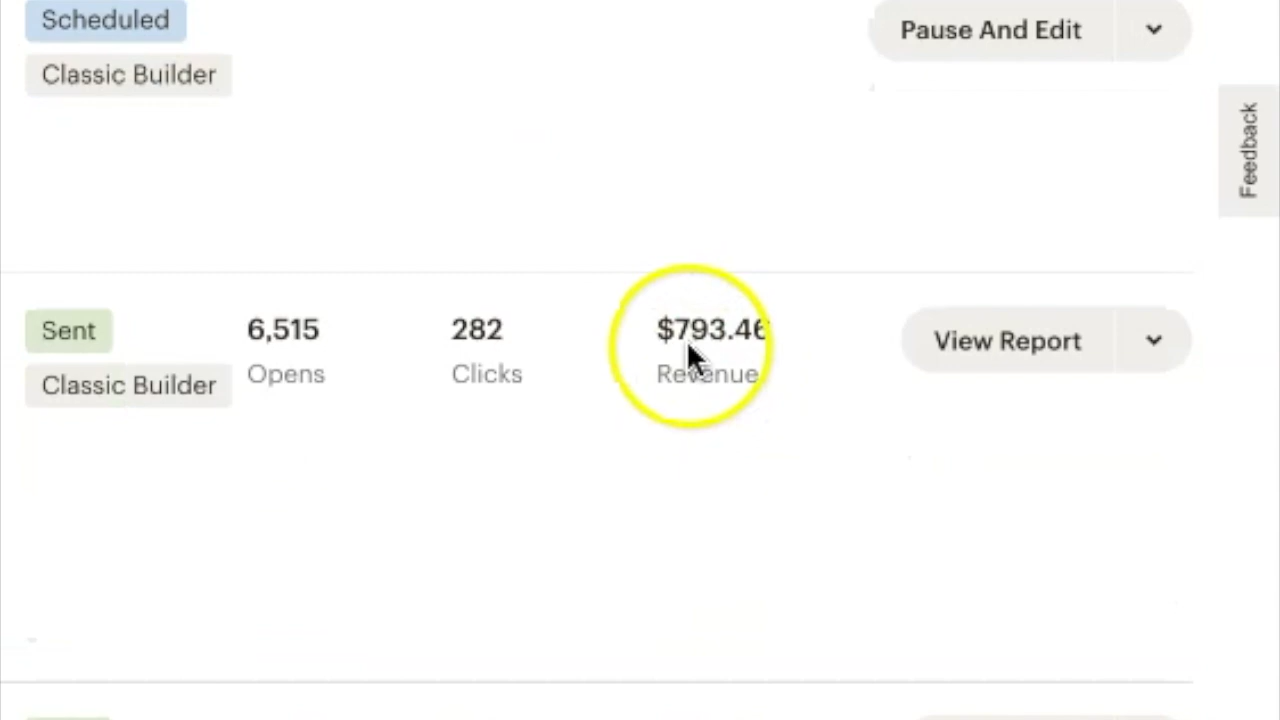 Scheduled
Pause And Edit
Classic Builder
Feedback
Sent
6,515
282
$793.46
View Report
Classic Builder
Opens
Clicks
Revenue